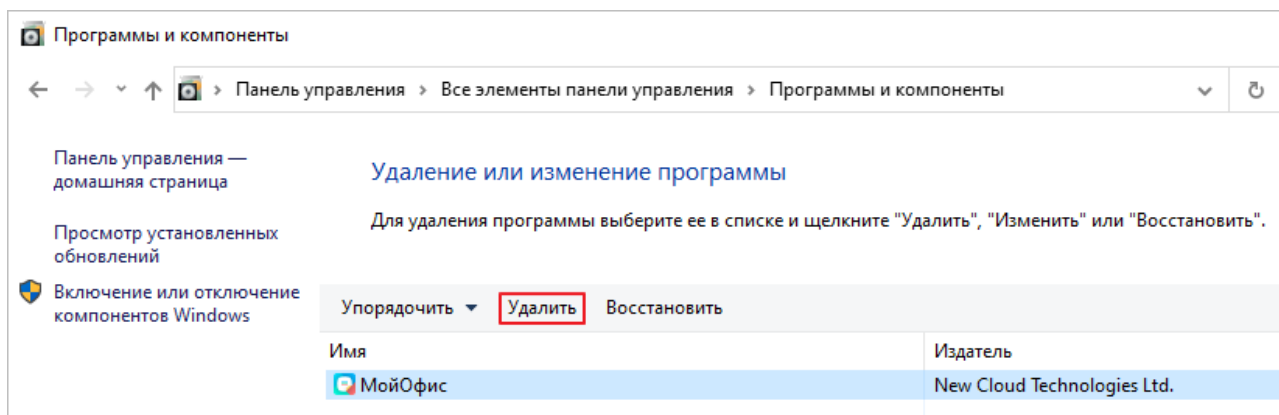 Программы и компоненты
Панель управления › Все элементы панели управления › Программы и компоненты
Панель управления —
домашняя страница
Просмотр установленных
обновлений
Включение или отключение
компонентов Windows
Удаление или изменение программы
Для удаления программы выберите ее в списке и щелкните "Удалить", "Изменить" или "Восстановить".
Упорядочить Удалить Восстановить
Имя Издатель
МойОфис New Cloud Technologies Ltd.